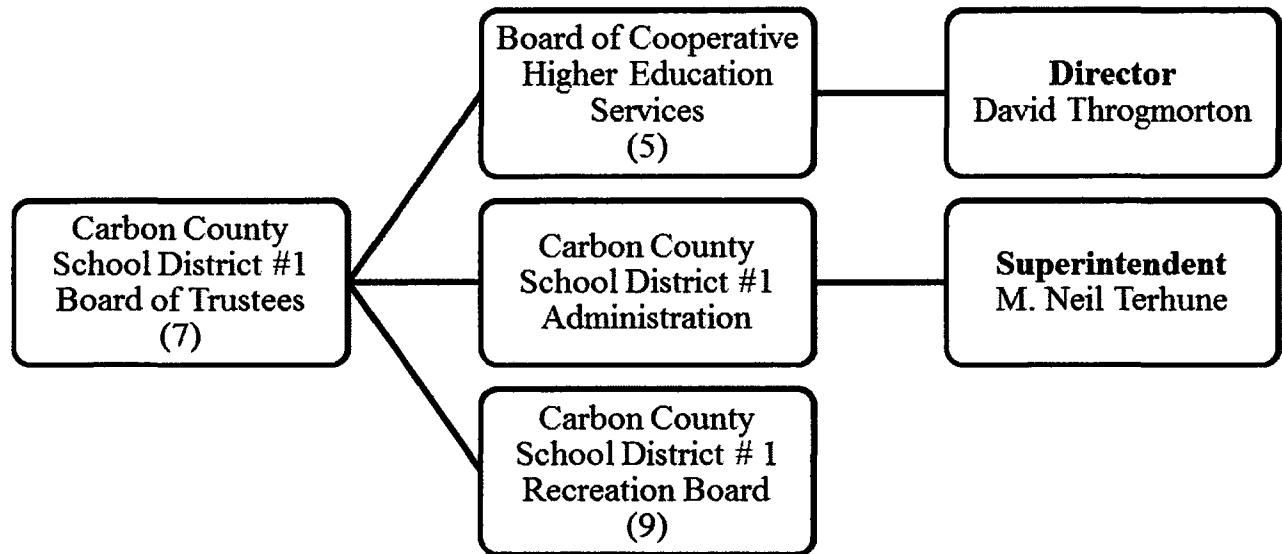 Board of Cooperative
Higher Education
Services
(5)
Director
David Throgmorton
Carbon County
School District #1
Board of Trustees
(7)
Carbon County
School District #1
Administration
Superintendent
M. Neil Terhune
Carbon County
School District # 1
Recreation Board
(9)